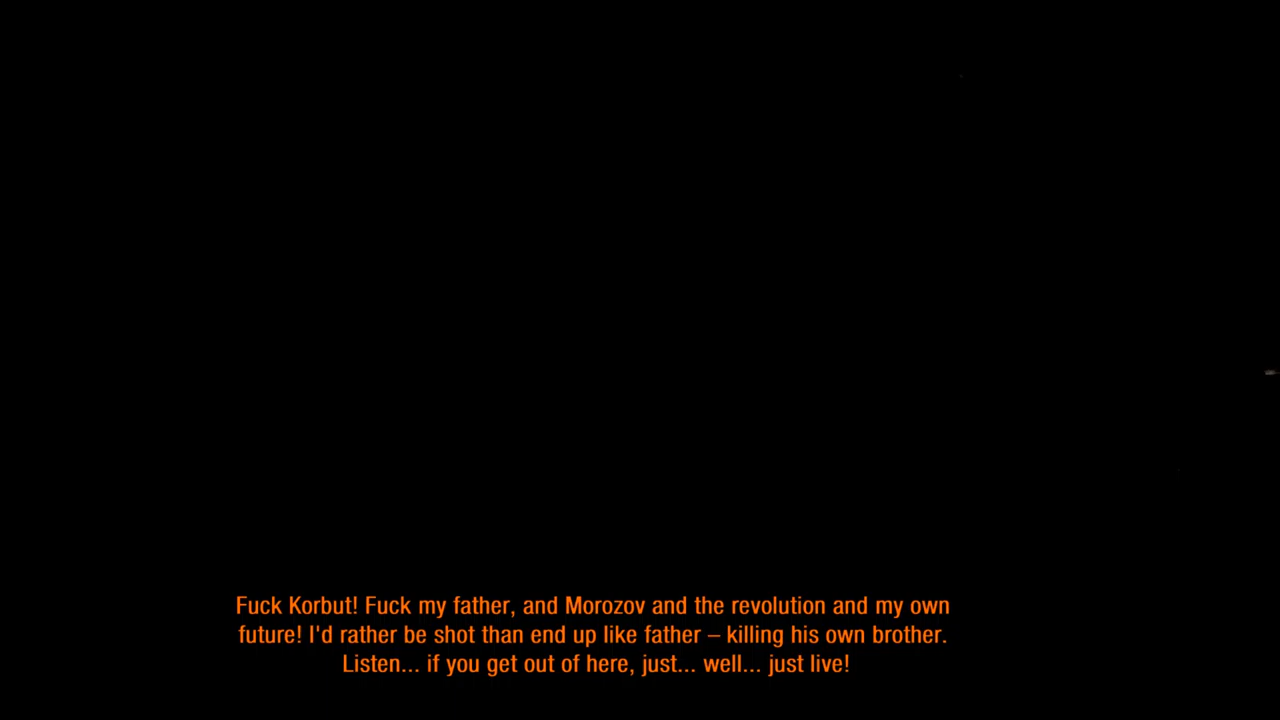 Fuck Korbut! Fuck my father, and Morozov and the revolution and my own
future! I'd rather be shot than end up like father – killing his own brother.
Listen... if you get out of here, just... well... just live!